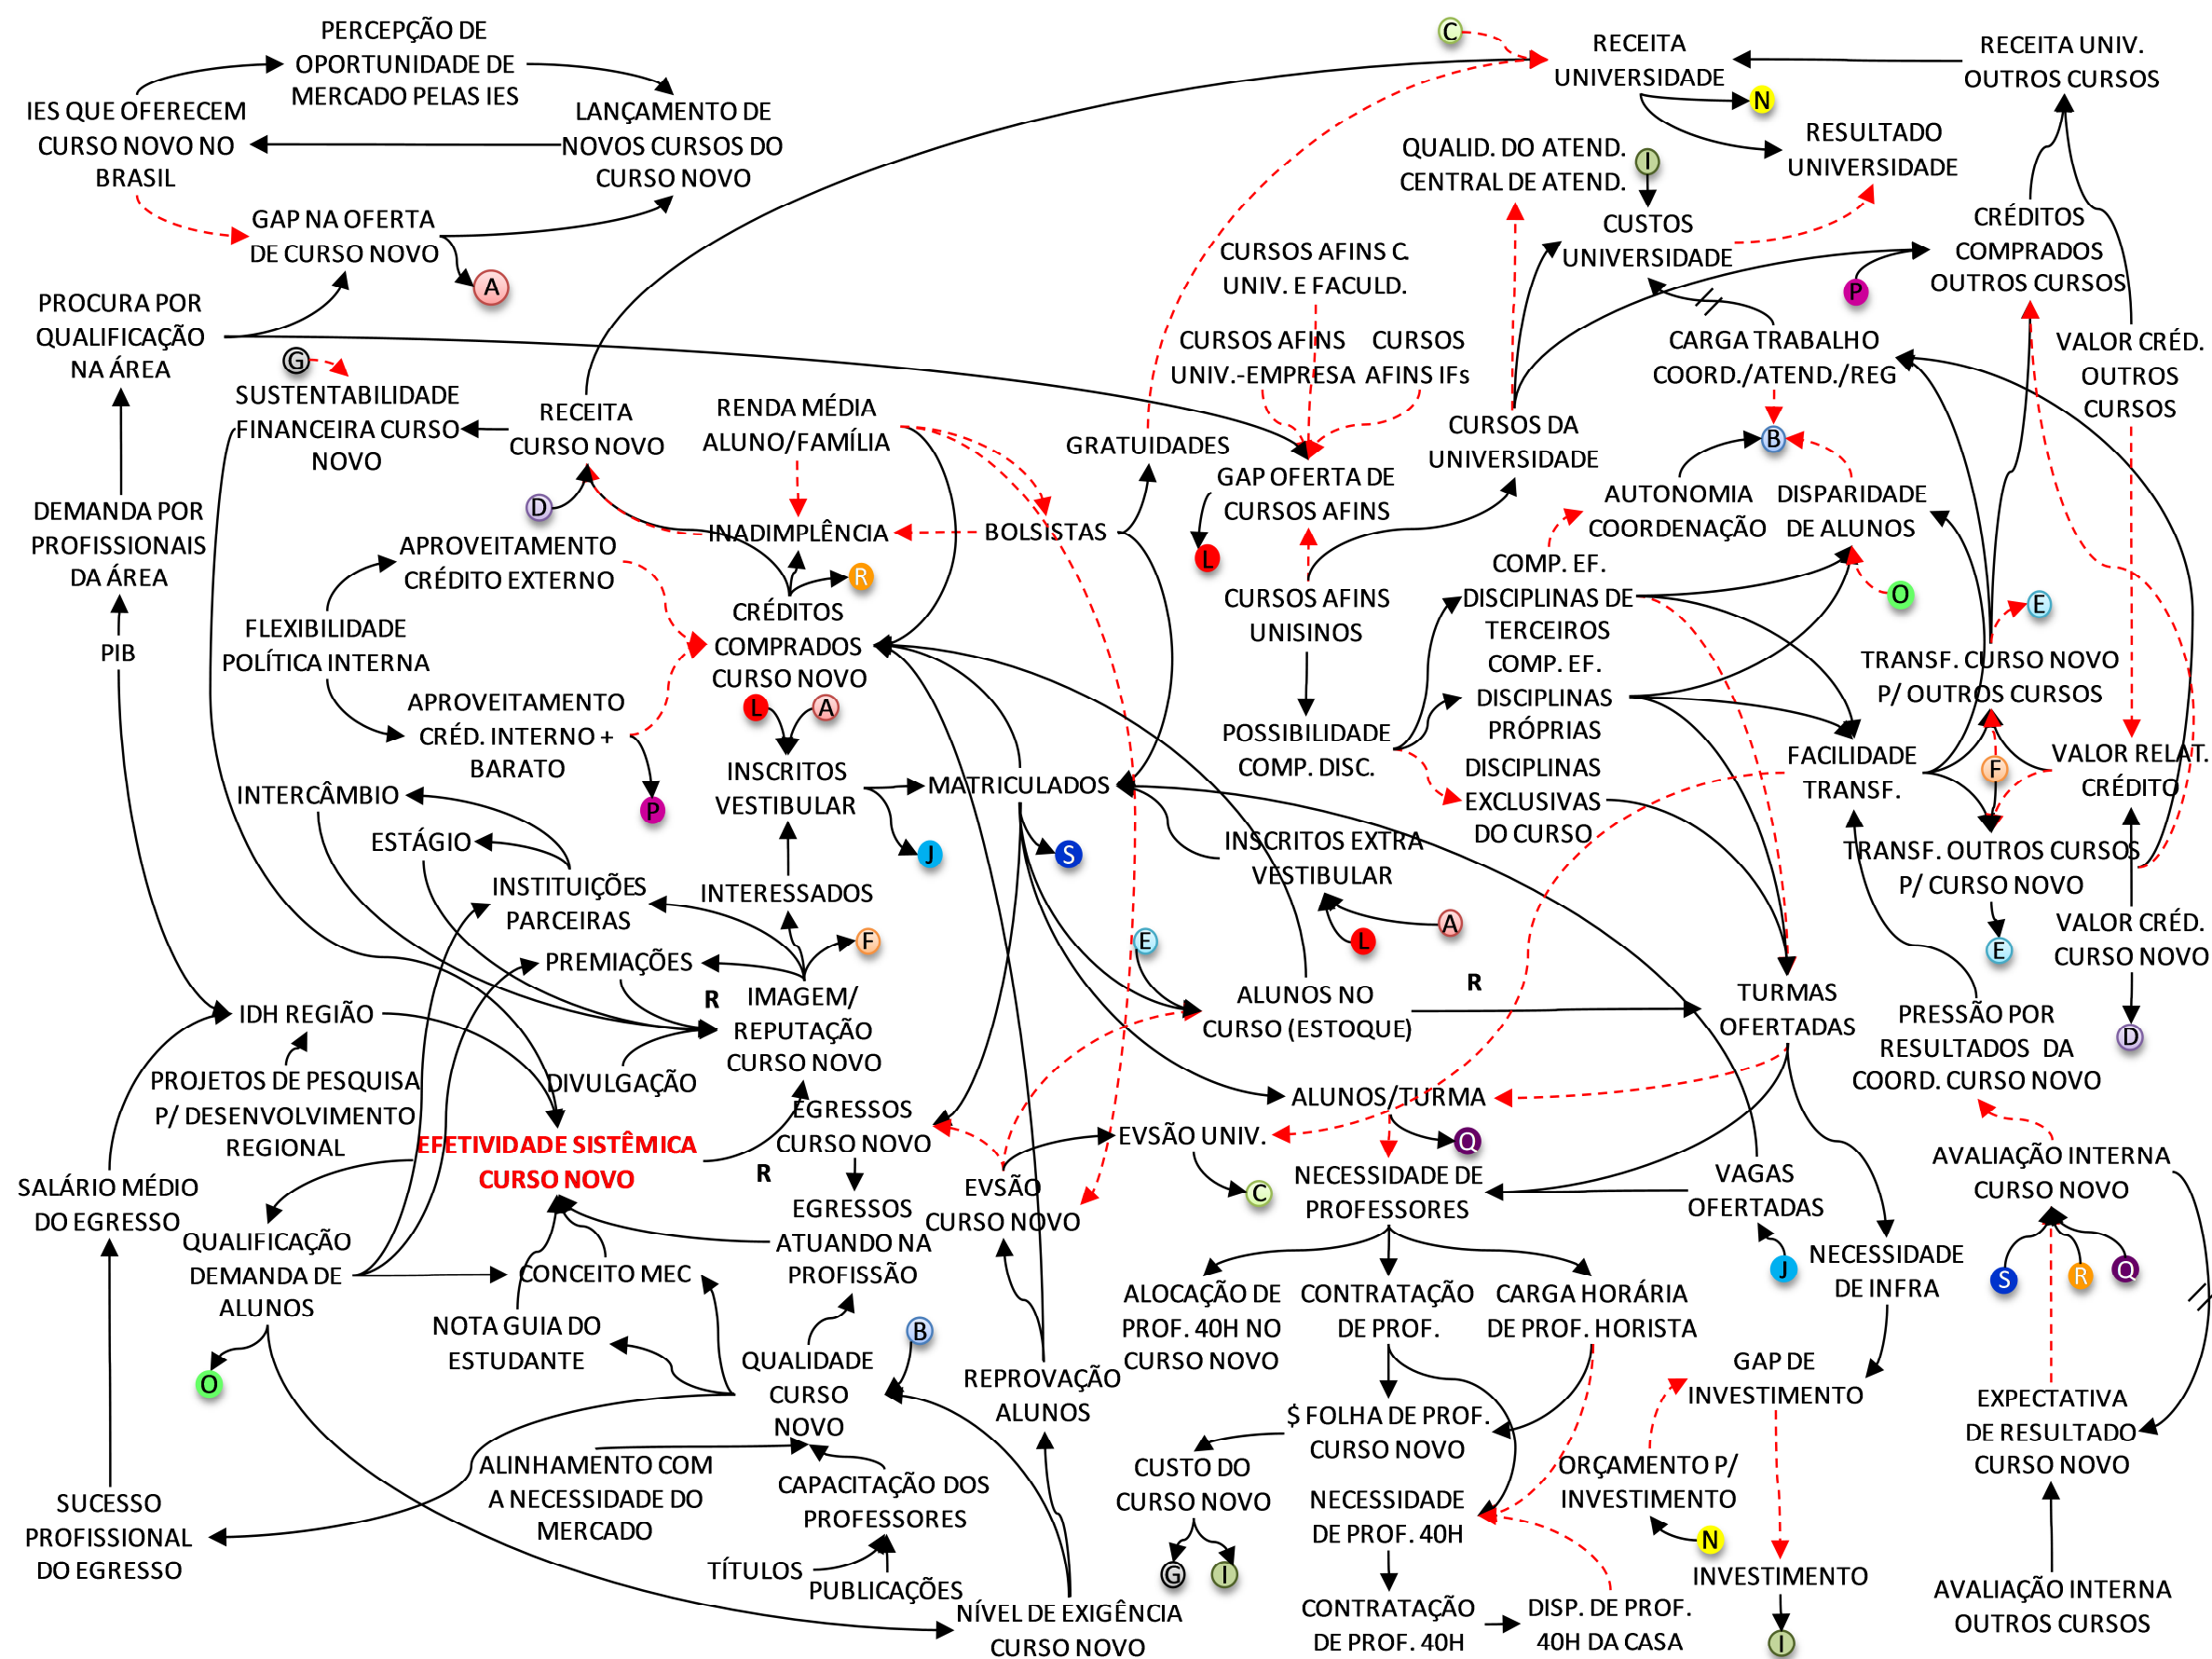 PERCEPÇÃO DE
OPORTUNIDADE DE
MERCADO PELAS IES
IES QUE OFERECEM
CURSO NOVO NO
BRASIL
LANÇAMENTO DE
NOVOS CURSOS DO
CURSO NOVO
GAP NA OFERTA
DE CURSO NOVO
A
PROCURA POR
QUALIFICAÇÃO
NA ÁREA
G
SUSTENTABILIDADE
FINANCEIRA CURSO
NOVO
RECEITA
CURSO NOVO
D
RENDA MÉDIA
ALUNO/FAMÍLIA
INADIMPLÊNCIA
BOLSISTAS
GRATUIDADES
R
DEMANDA POR
PROFISSIONAIS
DA ÁREA
PIB
APROVEITAMENTO
CRÉDITO EXTERNO
FLEXIBILIDADE
POLÍTICA INTERNA
APROVEITAMENTO
CRÉD. INTERNO +
BARATO
P
CRÉDITOS
COMPRADOS
CURSO NOVO
L
A
INSCRITOS
VESTIBULAR
MATRICULADOS
J
S
INTERCÂMBIO
ESTÁGIO
INSTITUIÇÕES
PARCEIRAS
INTERESSADOS
F
PREMIAÇÕES
R
IMAGEM/
REPUTAÇÃO
CURSO NOVO
DIVULGAÇÃO
IDH REGIÃO
PROJETOS DE PESQUISA
P/ DESENVOLVIMENTO
REGIONAL
EFETIVIDADE SISTÊMICA
CURSO NOVO
R
SALÁRIO MÉDIO
DO EGRESSO
QUALIFICAÇÃO
DEMANDA DE
ALUNOS
O
CONCEITO MEC
NOTA GUIA DO
ESTUDANTE
EGRESSOS
CURSO NOVO
EGRESSOS
ATUANDO NA
PROFISSÃO
EVSÃO
CURSO NOVO
B
QUALIDADE
CURSO
NOVO
REPROVAÇÃO
ALUNOS
ALINHAMENTO COM
A NECESSIDADE DO
MERCADO
CAPACITAÇÃO DOS
PROFESSORES
TÍTULOS
PUBLICAÇÕES
NÍVEL DE EXIGÊNCIA
CURSO NOVO
SUCESSO
PROFISSIONAL
DO EGRESSO
C
RECEITA
UNIVERSIDADE
N
RECEITA UNIV.
OUTROS CURSOS
RESULTADO
UNIVERSIDADE
QUALID. DO ATEND.
CENTRAL DE ATEND.
I
CUSTOS
UNIVERSIDADE
CRÉDITOS
COMPRADOS
OUTROS CURSOS
P
CURSOS AFINS C.
UNIV. E FACULD.
CURSOS AFINS
UNIV.-EMPRESA
CURSOS
AFINS IFs
CARGA TRABALHO
COORD./ATEND./REG
VALOR CRÉD.
OUTROS
CURSOS
CURSOS DA
UNIVERSIDADE
B
GAP OFERTA DE
CURSOS AFINS
L
AUTONOMIA
COORDENAÇÃO
DISPARIDADE
DE ALUNOS
CURSOS AFINS
UNISINOS
COMP. EF.
DISCIPLINAS DE
TERCEIROS
COMP. EF.
DISCIPLINAS
PRÓPRIAS
DISCIPLINAS
EXCLUSIVAS
DO CURSO
O
E
TRANSF. CURSO NOVO
P/ OUTROS CURSOS
POSSIBILIDADE
COMP. DISC.
FACILIDADE
TRANSF.
F
VALOR RELAT.
CRÉDITO
TRANSF. OUTROS CURSOS
P/ CURSO NOVO
E
INSCRITOS EXTRA
VESTIBULAR
A
L
E
VALOR CRÉD.
CURSO NOVO
D
ALUNOS NO
CURSO (ESTOQUE)
R
TURMAS
OFERTADAS
PRESSÃO POR
RESULTADOS DA
COORD. CURSO NOVO
ALUNOS/TURMA
EVSÃO UNIV.
Q
C
NECESSIDADE DE
PROFESSORES
VAGAS
OFERTADAS
J
AVALIAÇÃO INTERNA
CURSO NOVO
S
R
Q
NECESSIDADE
DE INFRA
ALOCAÇÃO DE
PROF. 40H NO
CURSO NOVO
CONTRATAÇÃO
DE PROF.
CARGA HORÁRIA
DE PROF. HORISTA
GAP DE
INVESTIMENTO
EXPECTATIVA
DE RESULTADO
CURSO NOVO
$ FOLHA DE PROF.
CURSO NOVO
CUSTO DO
CURSO NOVO
G
I
NECESSIDADE
DE PROF. 40H
ORÇAMENTO P/
INVESTIMENTO
N
INVESTIMENTO
I
CONTRATAÇÃO
DE PROF. 40H
DISP. DE PROF.
40H DA CASA
AVALIAÇÃO INTERNA
OUTROS CURSOS